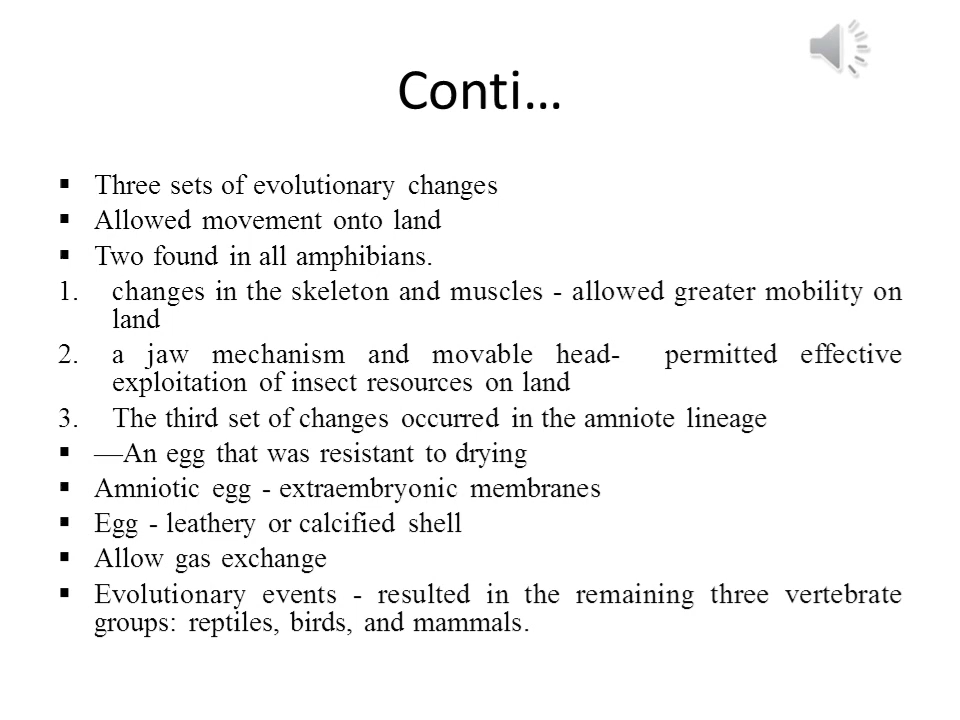 Conti…
▪ Three sets of evolutionary changes
▪ Allowed movement onto land
▪ Two found in all amphibians.
1. changes in the skeleton and muscles - allowed greater mobility on
land
2. a jaw mechanism and movable head- permitted effective
exploitation of insect resources on land
3. The third set of changes occurred in the amniote lineage
▪ —An egg that was resistant to drying
▪ Amniotic egg - extraembryonic membranes
▪ Egg - leathery or calcified shell
▪ Allow gas exchange
▪ Evolutionary events - resulted in the remaining three vertebrate
groups: reptiles, birds, and mammals.